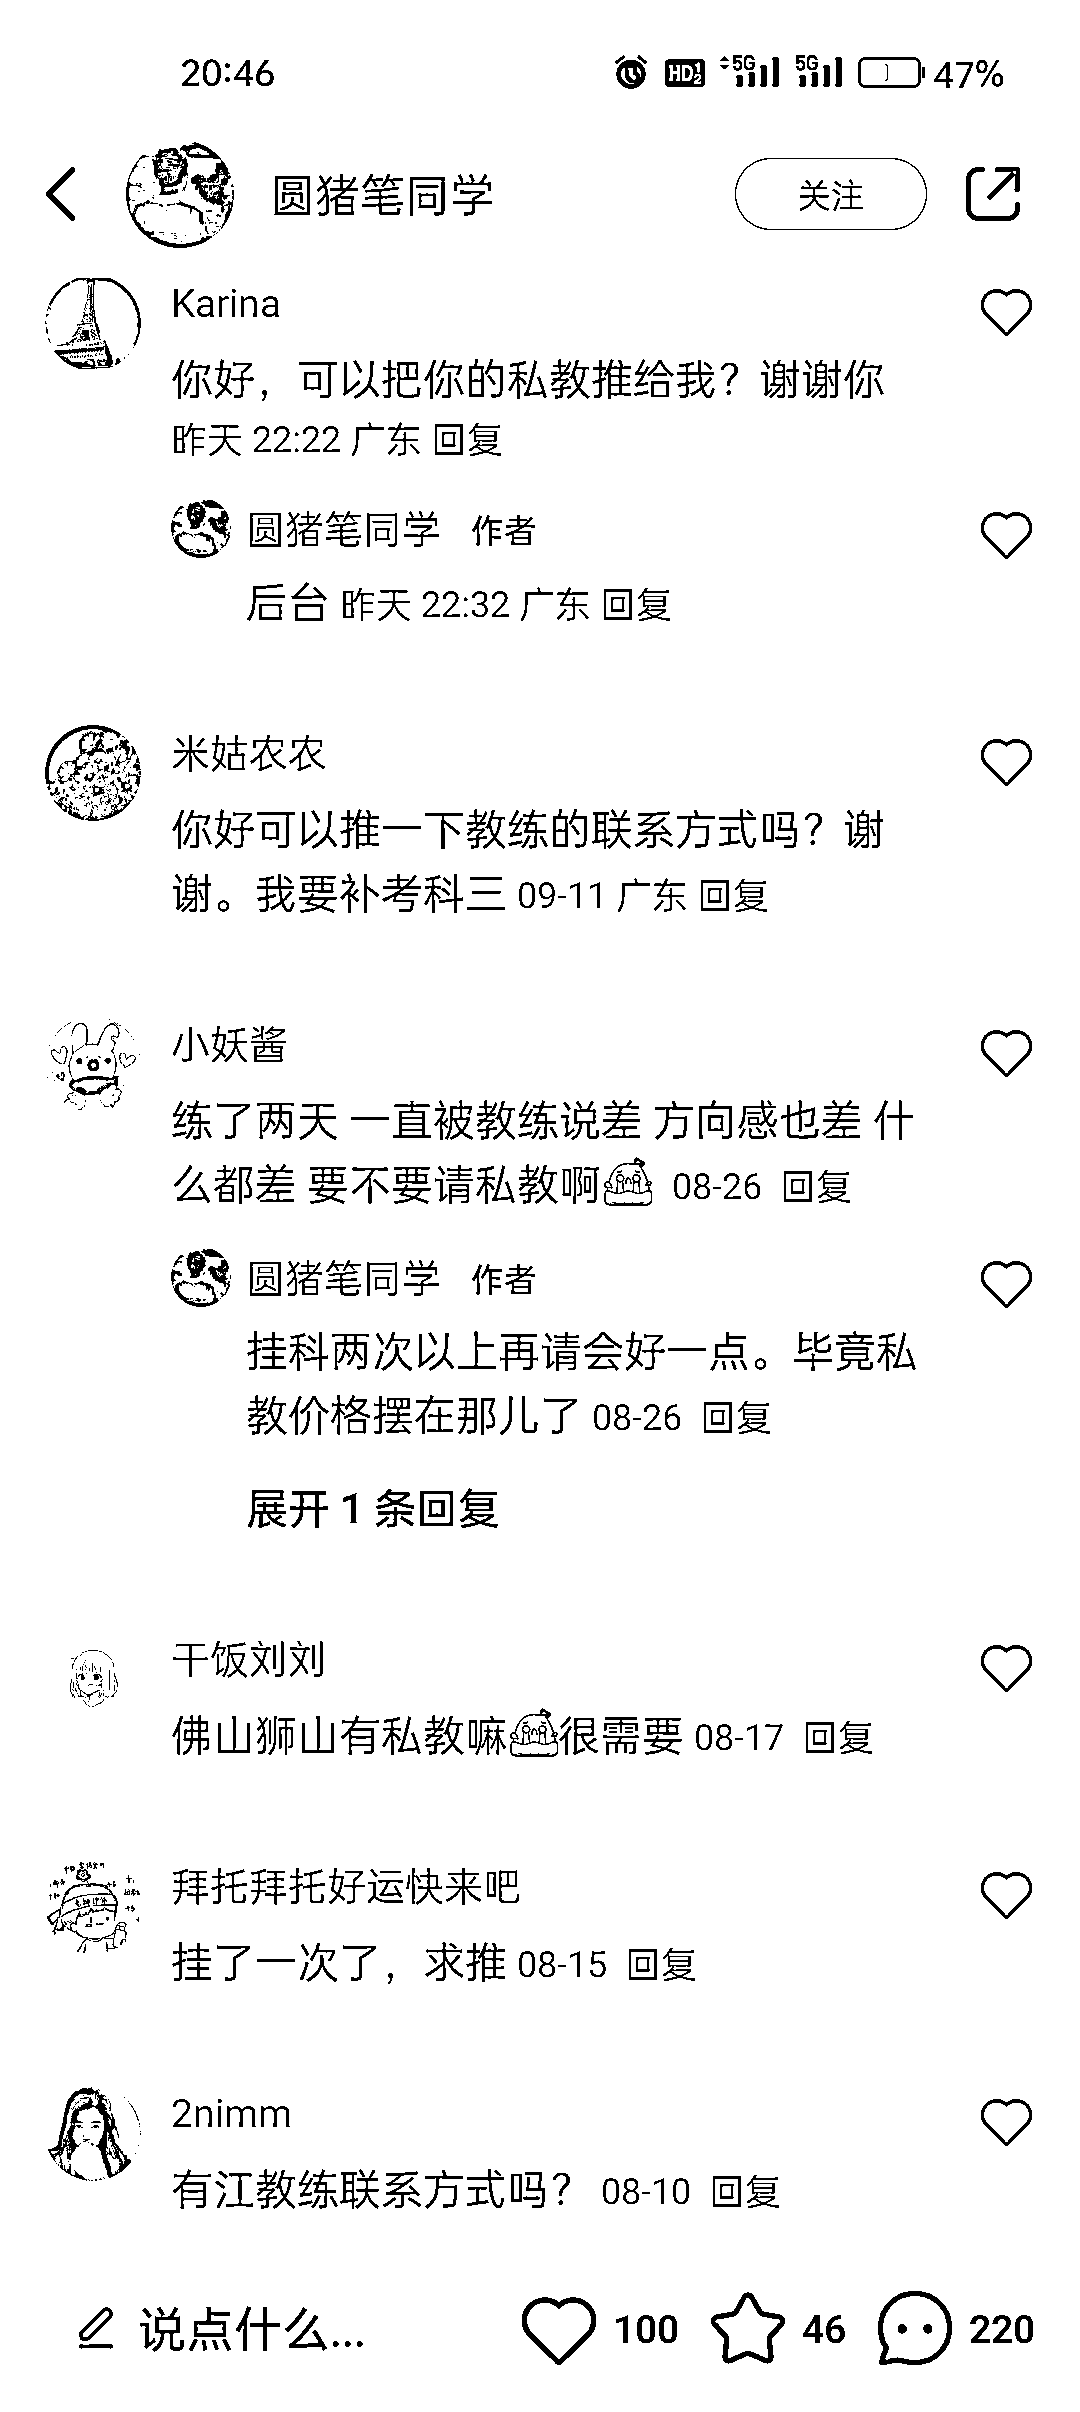 20:46 HD 5G 5G 47%
圆猪笔同学 关注
Karina
你好，可以把你的私教推给我？谢谢你
昨天 22:22 广东 回复
圆猪笔同学 作者
后台 昨天 22:32 广东 回复
米姑农农
你好可以推一下教练的联系方式吗？谢
谢。我要补考科三 09-11 广东 回复
小妖酱
练了两天 一直被教练说差 方向感也差 什
么都差 要不要请私教啊 08-26 回复
圆猪笔同学 作者
挂科两次以上再请会好一点。毕竟私
教价格摆在那儿了 08-26 回复
展开 1 条回复
干饭刘刘
佛山狮山有私教嘛很需要 08-17 回复
拜托拜托好运快来吧
挂了一次了，求推 08-15 回复
2nimm
有江教练联系方式吗？ 08-10 回复
说点什么... 100 46 220